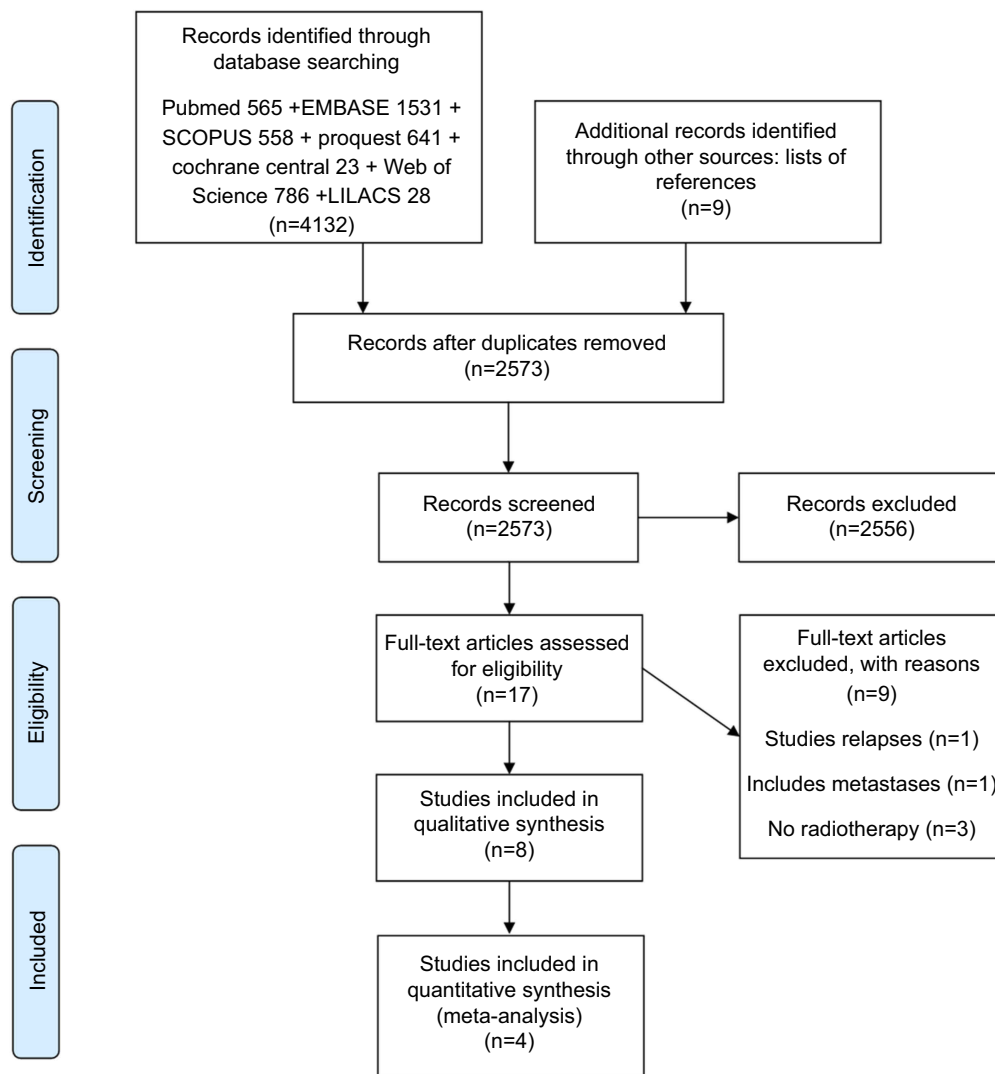 Records identified through
database searching
Pubmed 565 +EMBASE 1531 +
SCOPUS 558 + proquest 641 +
cochrane central 23 + Web of
Science 786 +LILACS 28
(n=4132)
Additional records identified
through other sources: lists of
references
(n=9)
Identification
Records after duplicates removed
(n=2573)
Screening
Records screened
(n=2573)
Records excluded
(n=2556)
Eligibility
Full-text articles assessed
for eligibility
(n=17)
Full-text articles
excluded, with reasons
(n=9)
Studies relapses (n=1)
Includes metastases (n=1)
No radiotherapy (n=3)
Studies included in
qualitative synthesis
(n=8)
Included
Studies included in
quantitative synthesis
(meta-analysis)
(n=4)